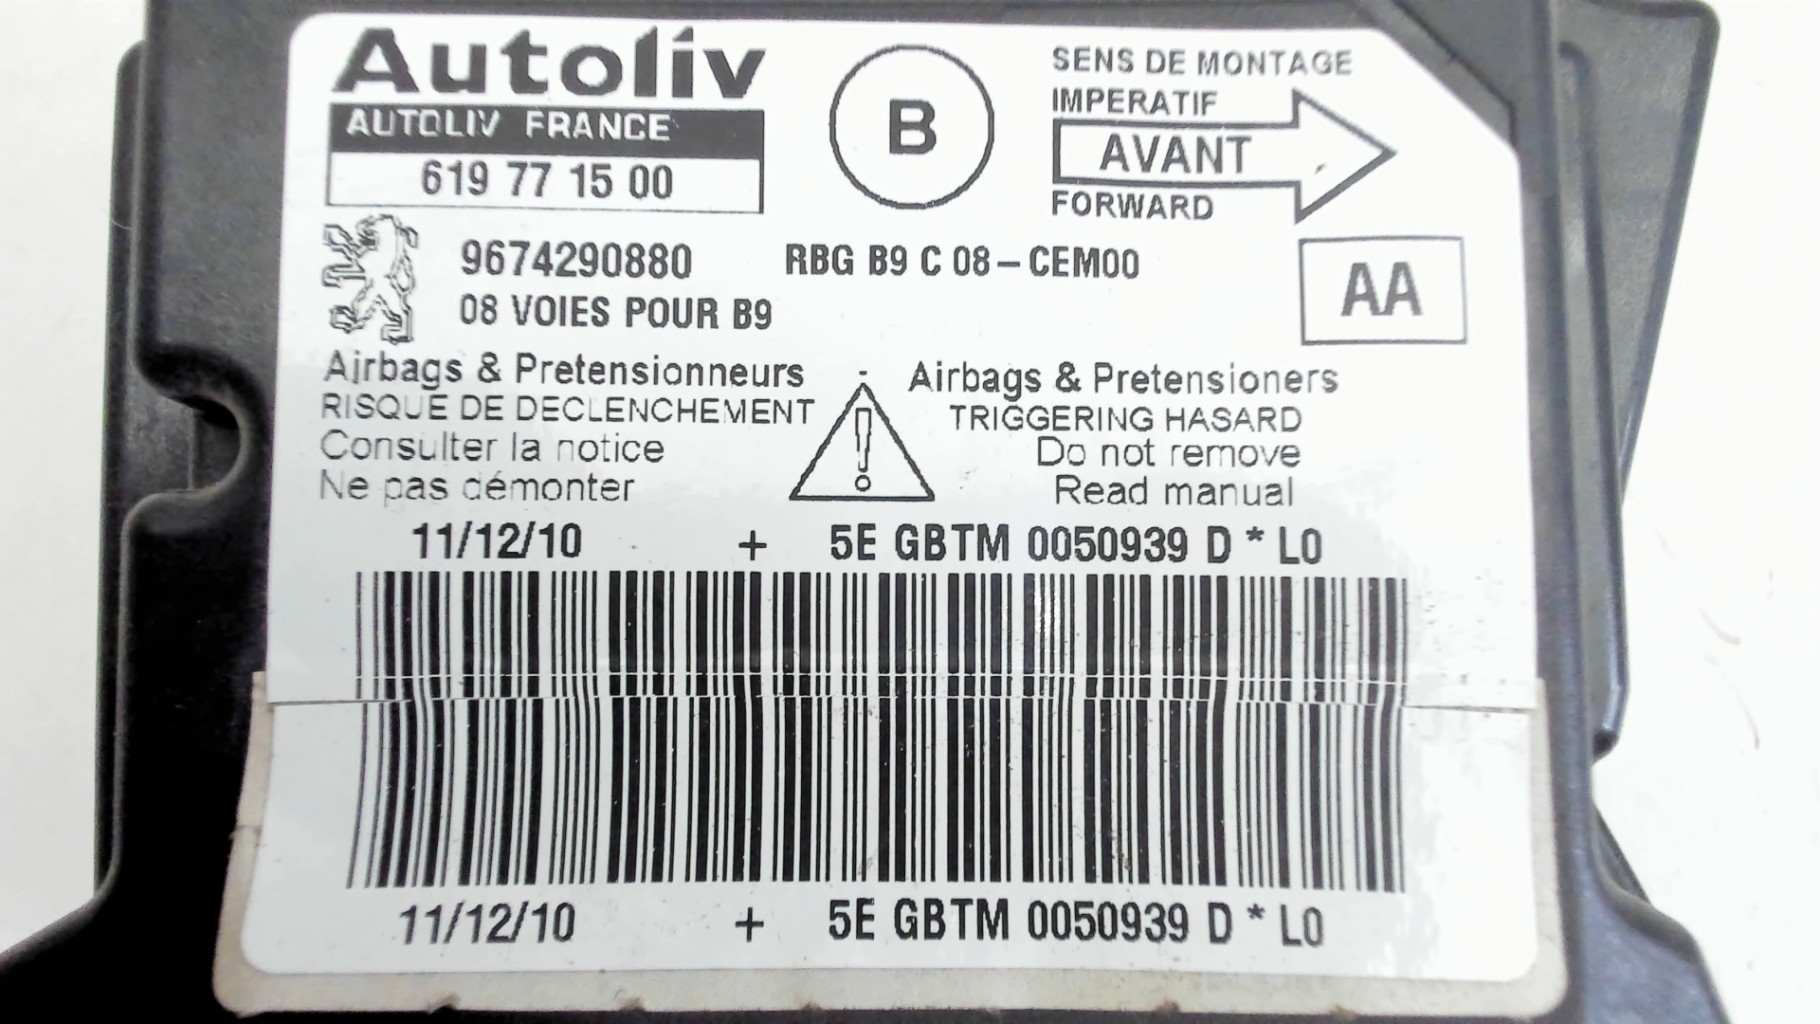 Autoliv
AUTOLIV FRANCE
619 77 15 00
B
SENS DE MONTAGE
IMPERATIF
AVANT
FORWARD
9674290880 RBG B9 C 08-CEM00
08 VOIES POUR B9
AA
Airbags & Pretensionneurs
RISQUE DE DECLENCHEMENT
Consulter la notice
Ne pas démonter
Airbags & Pretensioners
TRIGGERING HASARD
Do not remove
Read manual
11/12/10 + 5E GBTM 0050939 D * L0
11/12/10 + 5E GBTM 0050939 D * L0